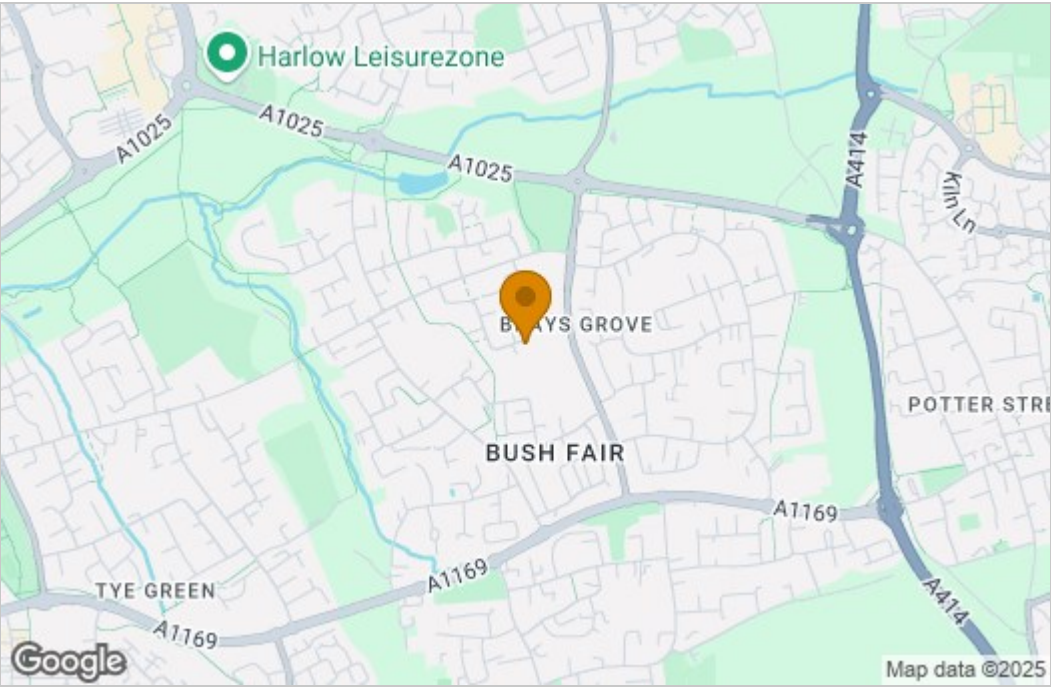 Harlow Leisurezone
A1025
A1025
A1025
A414
Kiln Ln
BRAYS GROVE
POTTER STRE
BUSH FAIR
A1169
A1169
TYE GREEN
A1169
A414
Google
Map data ©2025